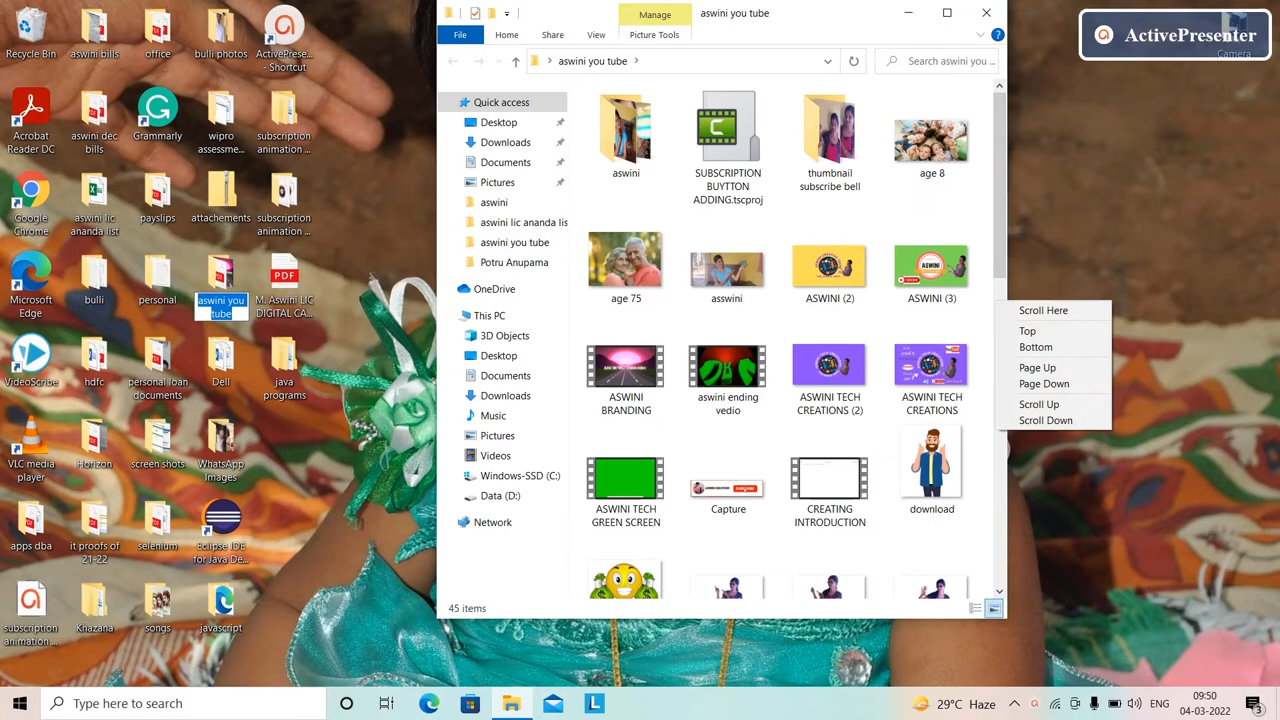 Recycle Bin
aswini bills
office
bulli photos
ActivePrese...
- Shortcut
Acrobat
Reader DC
aswini dec
bills
Grammarly
wipro
assessme...
subscription
animation ...
Google
Chrome
aswini lic
ananda list
payslips
attachements
subscription
animation ...
Microsoft
Edge
bulli
personal
aswini you
tube
PDF
M. Aswini LIC
DIGITAL CA...
VideoScribe
hdfc
personal loan
documents
Dell
java
programs
VLC media
player
Horizon
screen shots
WhatsApp
Images
apps dba
it proofs of
21-22
selenium
Eclipse IDE
for Java De...
subscription
animation ...
Khazana
songs
javascript
Manage
aswini you tube
File
Home
Share
View
Picture Tools
aswini you tube
Search aswini you ...
Quick access
Desktop
Downloads
Documents
Pictures
aswini
aswini lic ananda lis
aswini you tube
Potru Anupama
OneDrive
This PC
3D Objects
Desktop
Documents
Downloads
Music
Pictures
Videos
Windows-SSD (C:)
Data (D:)
Network
aswini
SUBSCRIPTION
BUYTTON
ADDING.tscproj
thumbnail
subscribe bell
age 8
age 75
asswini
ASWINI (2)
ASWINI
ASWINI (3)
ASWINI
BRANDING
aswini ending
vedio
ASWINI TECH
CREATIONS (2)
ASWINI TECH
CREATIONS
ASWINI TECH
GREEN SCREEN
Capture
CREATING
INTRODUCTION
download
45 items
Scroll Here
Top
Bottom
Page Up
Page Down
Scroll Up
Scroll Down
ActivePresenter
Camera
Type here to search
29°C Haze
ENG
09:50
04-03-2022
3